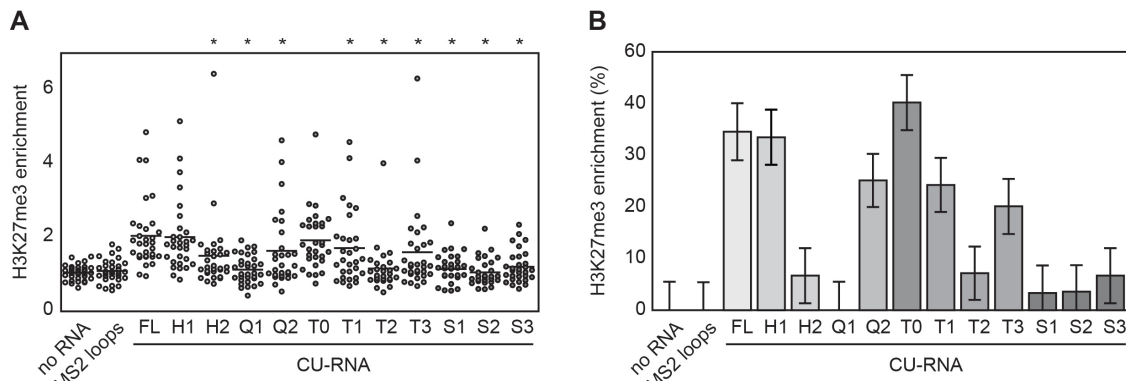 A
B
* * * * * * * * *
H3K27me3 enrichment
6
4
2
0
no RNA
MS2 loops
FL H1 H2 Q1 Q2 T0 T1 T2 T3 S1 S2 S3
CU-RNA
H3K27me3 enrichment (%)
60
40
30
20
10
0
no RNA
MS2 loops
FL H1 H2 Q1 Q2 T0 T1 T2 T3 S1 S2 S3
CU-RNA